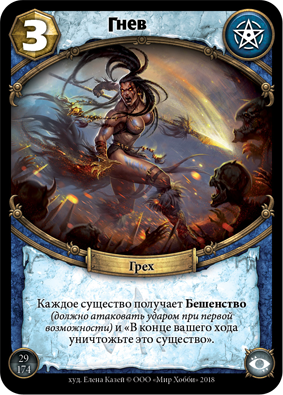 3
Гнев
Грех
Каждое существо получает Бешенство
(должно атаковать ударом при первой
возможности) и «В конце вашего хода
уничтожьте это существо».
29
174
худ. Елена Казей © ООО «Мир Хобби» 2018